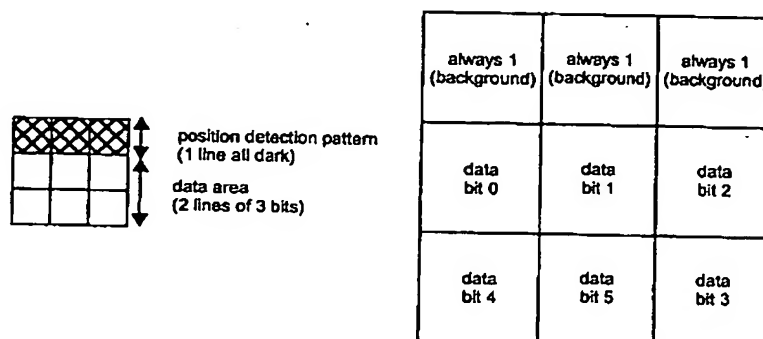 position detection pattern
(1 line all dark)
data area
(2 lines of 3 bits)
always 1
(background)
always 1
(background)
always 1
(background)
data
bit 0
data
bit 1
data
bit 2
data
bit 4
data
bit 5
data
bit 3